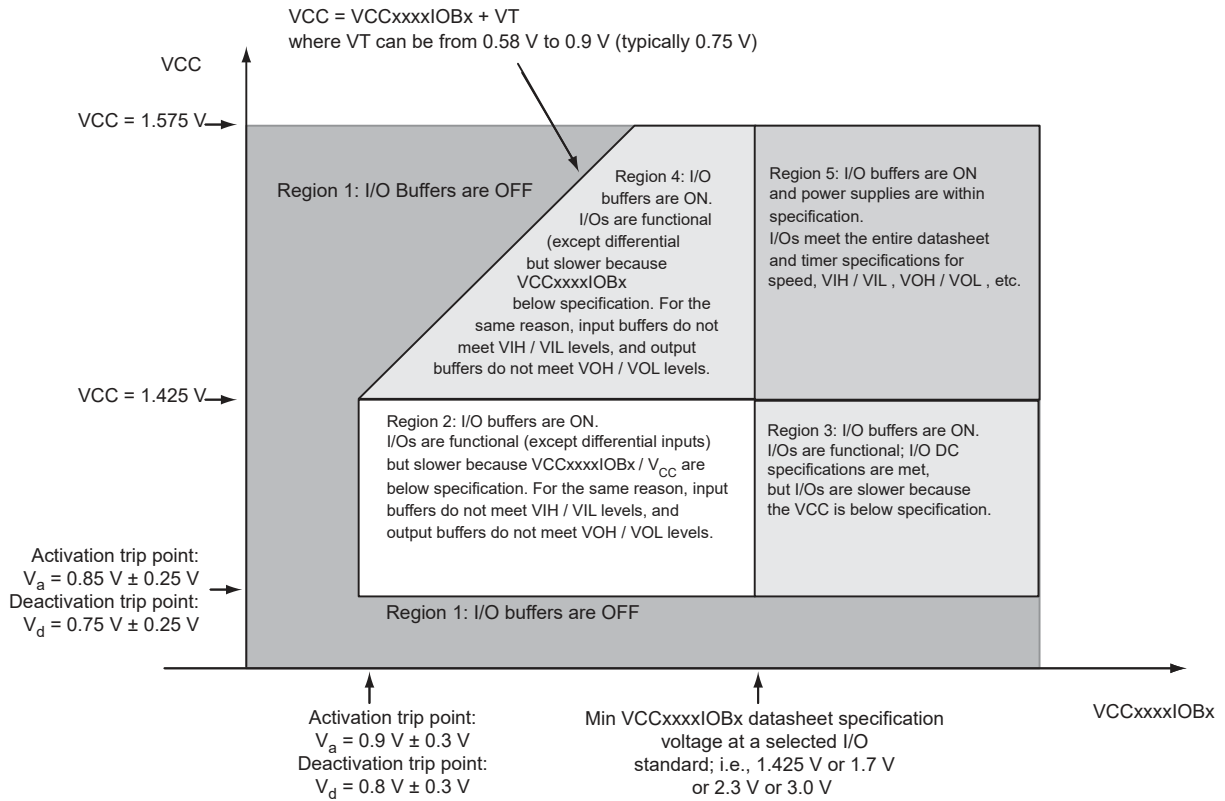 VCC = VCCxxxxIOBx + VT
where VT can be from 0.58 V to 0.9 V (typically 0.75 V)
VCC
VCC = 1.575 V
Region 1: I/O Buffers are OFF
Region 4: I/O
buffers are ON.
I/Os are functional
(except differential
but slower because
VCCxxxxIOBx
below specification. For the
same reason, input buffers do not
meet VIH / VIL levels, and output
buffers do not meet VOH / VOL levels.
Region 5: I/O buffers are ON
and power supplies are within
specification.
I/Os meet the entire datasheet
and timer specifications for
speed, VIH / VIL , VOH / VOL , etc.
VCC = 1.425 V
Region 2: I/O buffers are ON.
I/Os are functional (except differential inputs)
but slower because VCCxxxxIOBx / VCC are
below specification. For the same reason, input
buffers do not meet VIH / VIL levels, and
output buffers do not meet VOH / VOL levels.
Region 3: I/O buffers are ON.
I/Os are functional; I/O DC
specifications are met,
but I/Os are slower because
the VCC is below specification.
Activation trip point:
Va = 0.85 V ± 0.25 V
Deactivation trip point:
Vd = 0.75 V ± 0.25 V
Region 1: I/O buffers are OFF
Activation trip point:
Va = 0.9 V ± 0.3 V
Deactivation trip point:
Vd = 0.8 V ± 0.3 V
Min VCCxxxxIOBx datasheet specification
voltage at a selected I/O
standard; i.e., 1.425 V or 1.7 V
or 2.3 V or 3.0 V
VCCxxxxIOBx